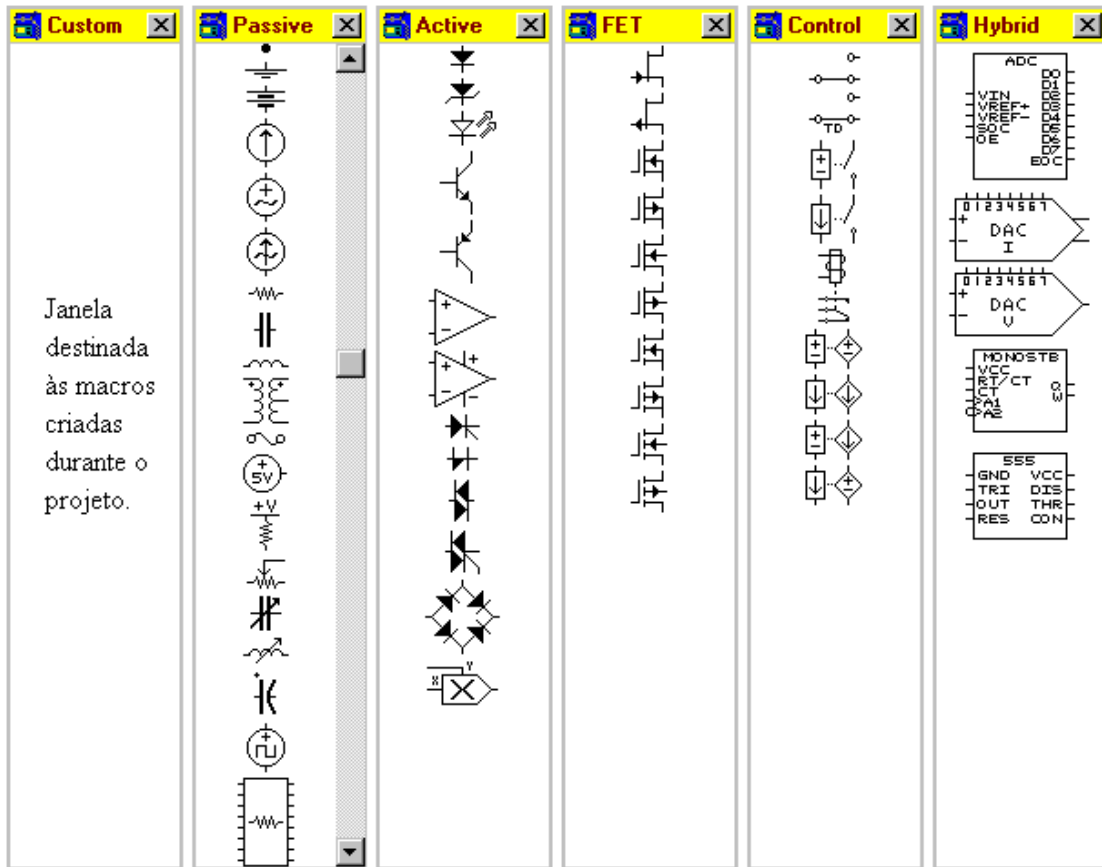 Custom
Passive
Active
FET
Control
Hybrid
Janela
destinada
às macros
criadas
durante o
projeto.
5V
+V
X
Y
TD
ADC
VIN
VREF+
VREF-
SOC
OE
D0
D1
D2
D3
D4
D5
D6
D7
EOC
01234567
DAC
I
01234567
DAC
V
MONOSTB
VCC
RT/CT
CT
A1
A2
Q
W
555
GND VCC
TRI DIS
OUT THR
RES CON